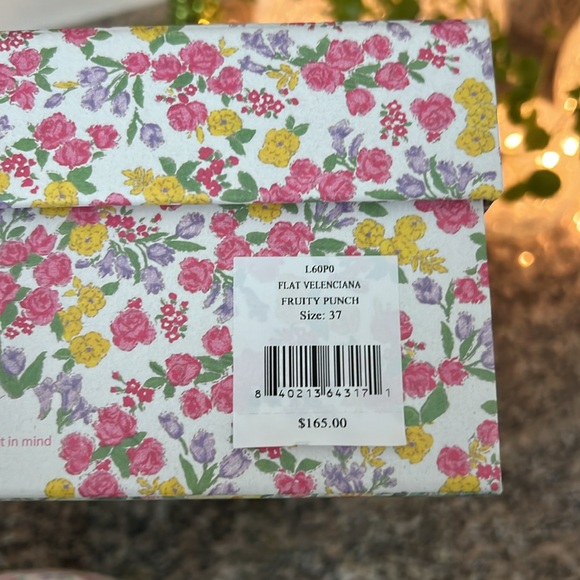 L60P0
FLAT VELENCIANA
FRUITY PUNCH
Size: 37
8 40213 64317 1
$165.00
t in mind